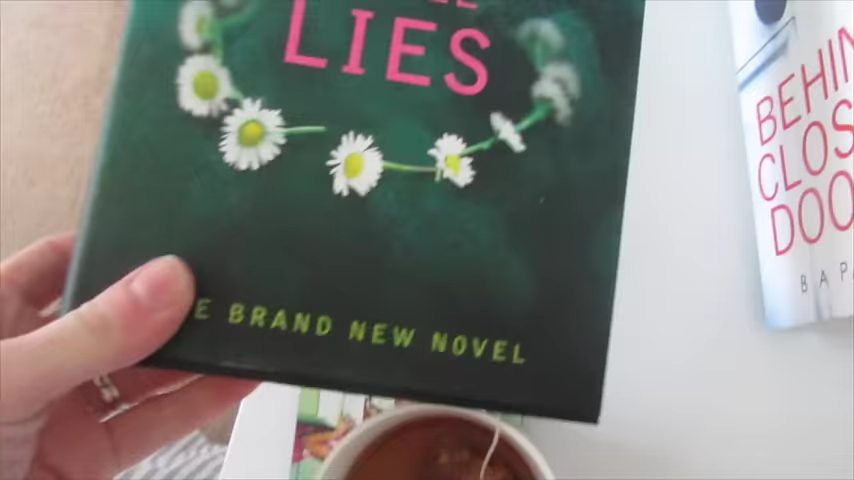 LIES
E BRAND NEW NOVEL
BEHIN
CLOS
DOO
B A P